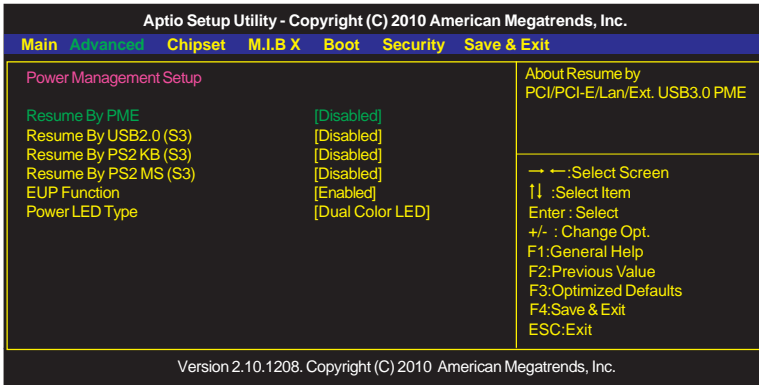 Aptio Setup Utility - Copyright (C) 2010 American Megatrends, Inc.
Main Advanced Chipset M.I.B X Boot Security Save & Exit
Power Management Setup
Resume By PME [Disabled]
Resume By USB2.0 (S3) [Disabled]
Resume By PS2 KB (S3) [Disabled]
Resume By PS2 MS (S3) [Disabled]
EUP Function [Enabled]
Power LED Type [Dual Color LED]
About Resume by
PCI/PCI-E/Lan/Ext. USB3.0 PME
→ ←:Select Screen
↑↓ :Select Item
Enter : Select
+/- : Change Opt.
F1:General Help
F2:Previous Value
F3:Optimized Defaults
F4:Save & Exit
ESC:Exit
Version 2.10.1208. Copyright (C) 2010 American Megatrends, Inc.